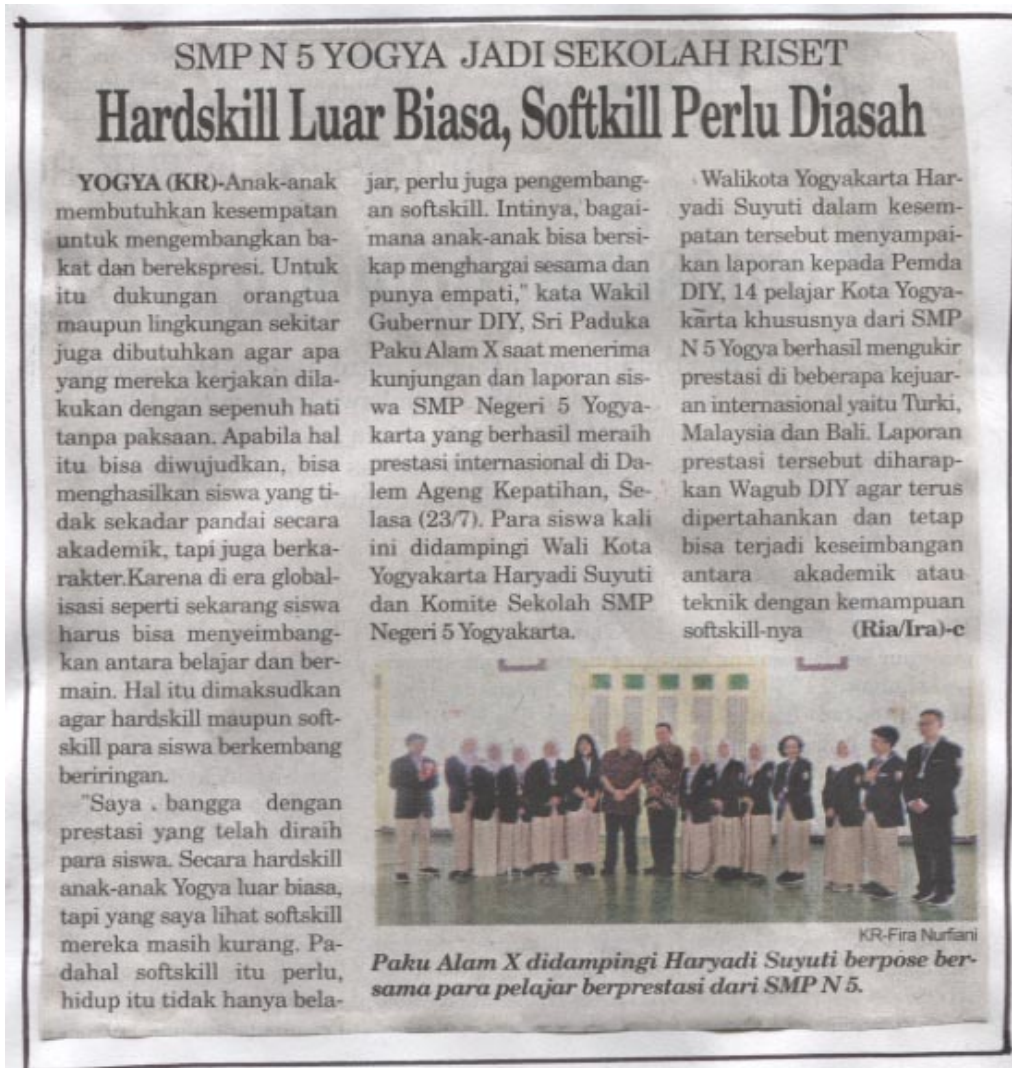 SMP N 5 YOGYA JADI SEKOLAH RISET
Hardskill Luar Biasa, Softkill Perlu Diasah
YOGYA (KR)-Anak-anak
membutuhkan kesempatan
untuk mengembangkan ba-
kat dan berekspresi. Untuk
itu dukungan orangtua
maupun lingkungan sekitar
juga dibutuhkan agar apa
yang mereka kerjakan dila-
kukan dengan sepenuh hati
tanpa paksaan. Apabila hal
itu bisa diwujudkan, bisa
menghasilkan siswa yang ti-
dak sekadar pandai secara
akademik, tapi juga berka-
rakter.Karena di era global-
isasi seperti sekarang siswa
harus bisa menyeimbang-
kan antara belajar dan ber-
main. Hal itu dimaksudkan
agar hardskill maupun soft-
skill para siswa berkembang
beriringan.
"Saya bangga dengan
prestasi yang telah diraih
para siswa. Secara hardskill
anak-anak Yogya luar biasa,
tapi yang saya lihat softskill
mereka masih kurang. Pa-
dahal softskill itu perlu,
hidup itu tidak hanya bela-
jar, perlu juga pengembang-
an softskill. Intinya, bagai-
mana anak-anak bisa bersi-
kap menghargai sesama dan
punya empati," kata Wakil
Gubernur DIY, Sri Paduka
Paku Alam X saat menerima
kunjungan dan laporan sis-
wa SMP Negeri 5 Yogya-
karta yang berhasil meraih
prestasi internasional di Da-
lem Ageng Kepatihan, Se-
lasa (23/7). Para siswa kali
ini didampingi Wali Kota
Yogyakarta Haryadi Suyuti
dan Komite Sekolah SMP
Negeri 5 Yogyakarta.
Walikota Yogyakarta Har-
yadi Suyuti dalam kesem-
patan tersebut menyampai-
kan laporan kepada Pemda
DIY, 14 pelajar Kota Yogya-
karta khususnya dari SMP
N 5 Yogya berhasil mengukir
prestasi di beberapa kejuar-
an internasional yaitu Turki,
Malaysia dan Bali. Laporan
prestasi tersebut diharap-
kan Wagub DIY agar terus
dipertahankan dan tetap
bisa terjadi keseimbangan
antara akademik atau
teknik dengan kemampuan
softskill-nya (Ria/Ira)-c
KR-Fira Nurfiani
Paku Alam X didampingi Haryadi Suyuti berpose ber-
sama para pelajar berprestasi dari SMP N 5.